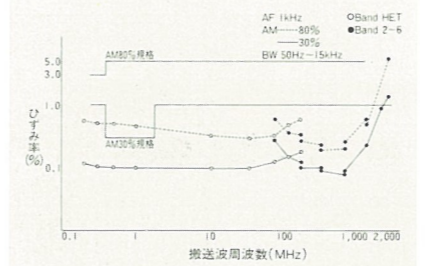 AF 1kHz
AM-----80%
——30%
BW 50Hz-15kHz
○Band HET
●Band 2-6
AM80%規格
5.0
3.0
1.0
AM30%規格
0.1
ひずみ率(%)
0.1 1 10 100 1,000 2,000
搬送波周波数(MHz)